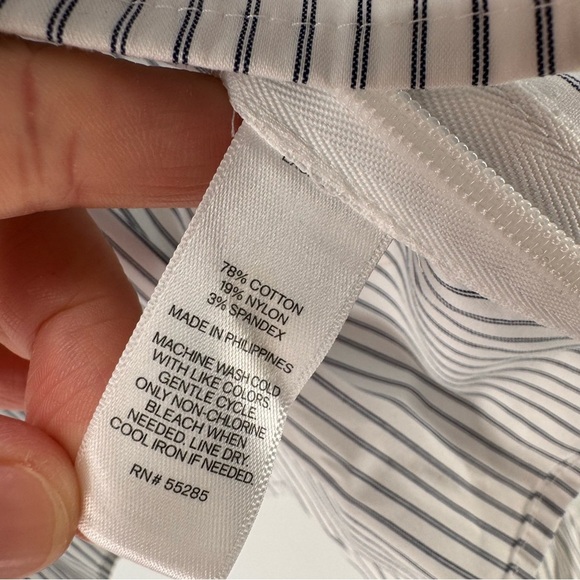 78% COTTON
19% NYLON
3% SPANDEX
MADE IN PHILIPPINES
MACHINE WASH COLD
WITH LIKE COLORS.
GENTLE CYCLE
ONLY NON-CHLORINE
BLEACH WHEN
NEEDED. LINE DRY.
COOL IRON IF NEEDED.
RN# 55285